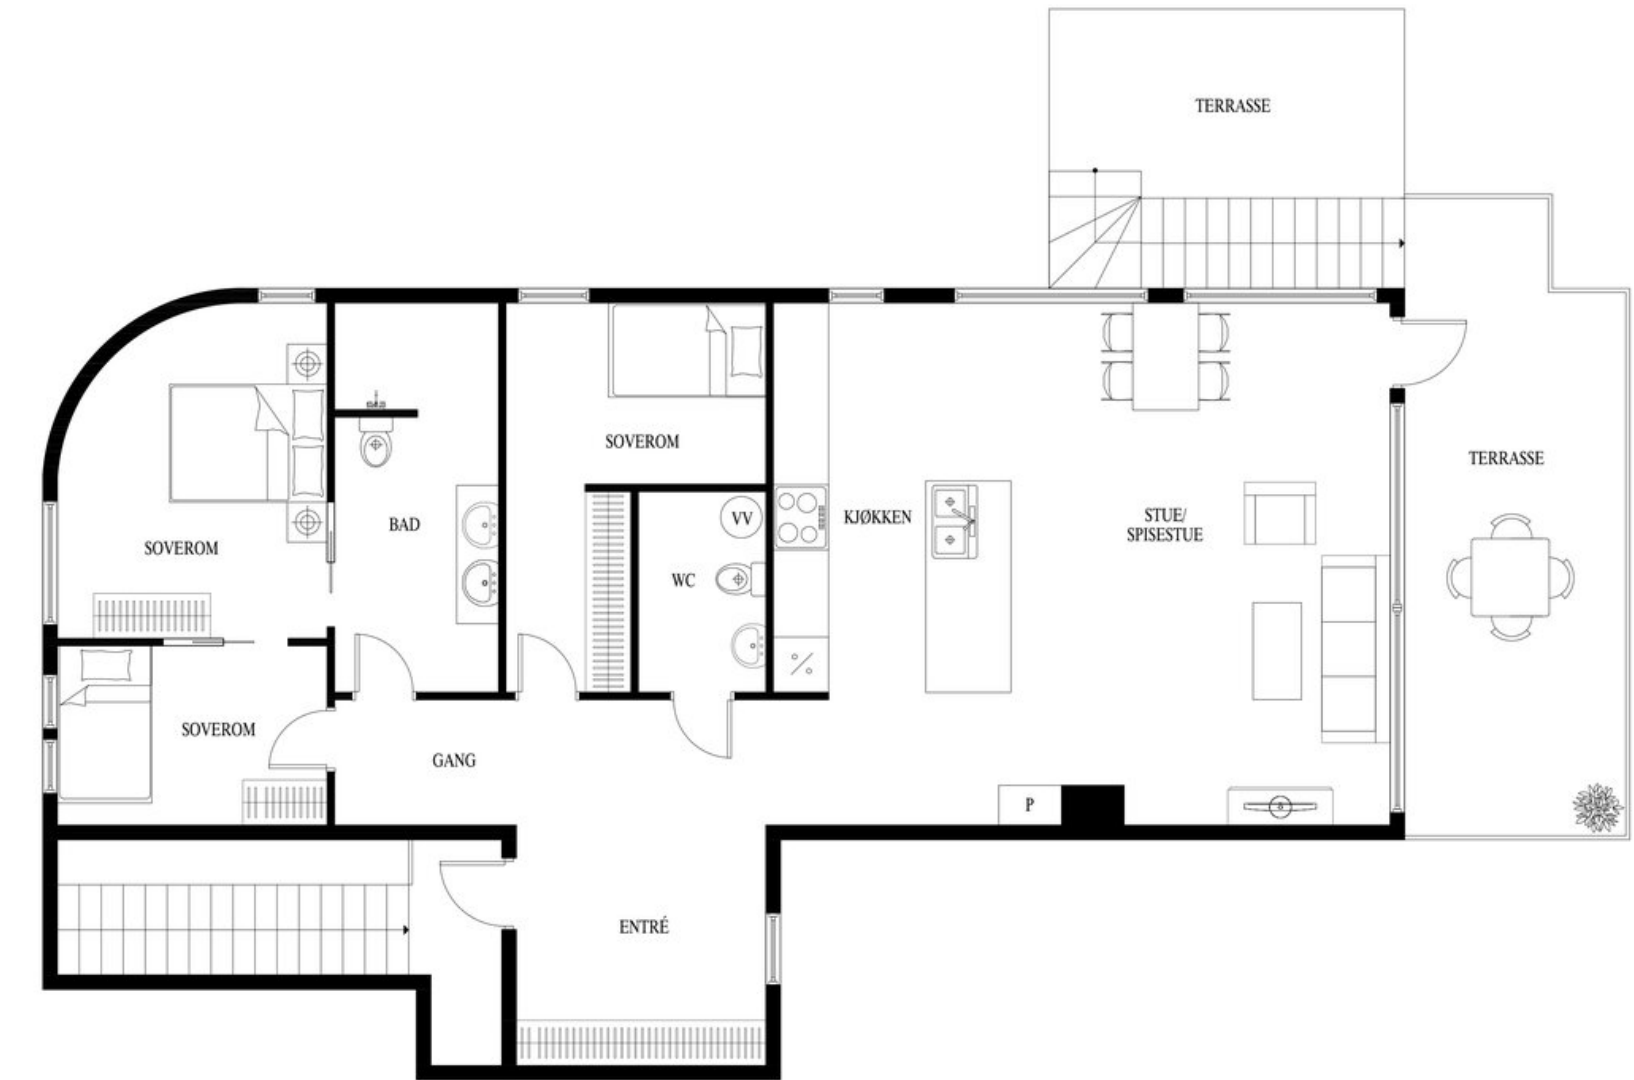 TERRASSE
SOVEROM
TERRASSE
VV
KJØKKEN
STUE/
SPISESTUE
BAD
SOVEROM
WC
SOVEROM
GANG
P
ENTRÉ